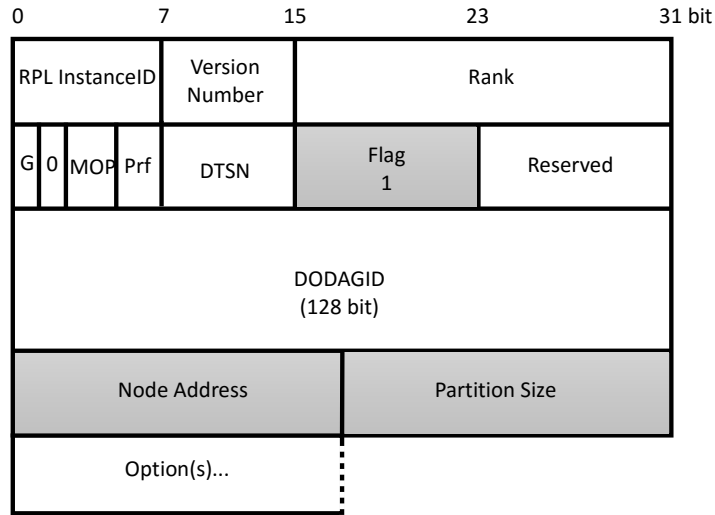 0 7 15 23 31 bit
RPL InstanceID Version Number Rank
G 0 MOP Prf DTSN Flag 1 Reserved
DODAGID
(128 bit)
Node Address Partition Size
Option(s)...